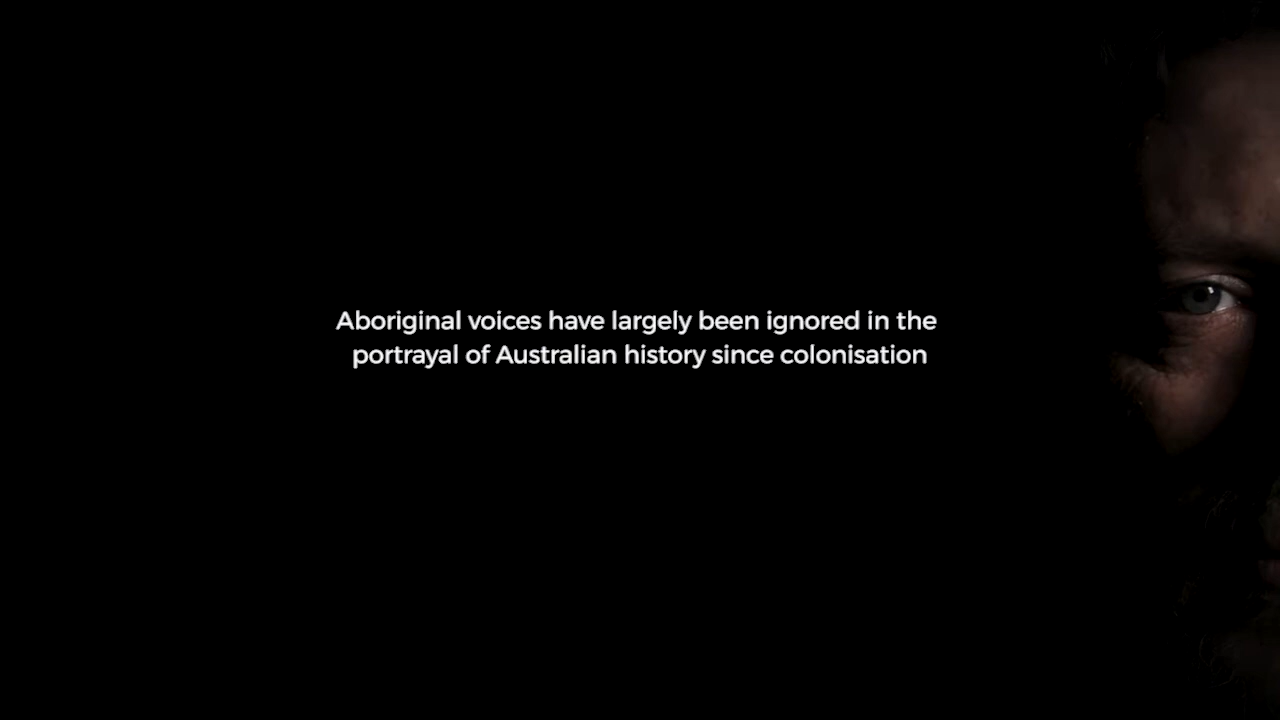 Aboriginal voices have largely been ignored in the
portrayal of Australian history since colonisation